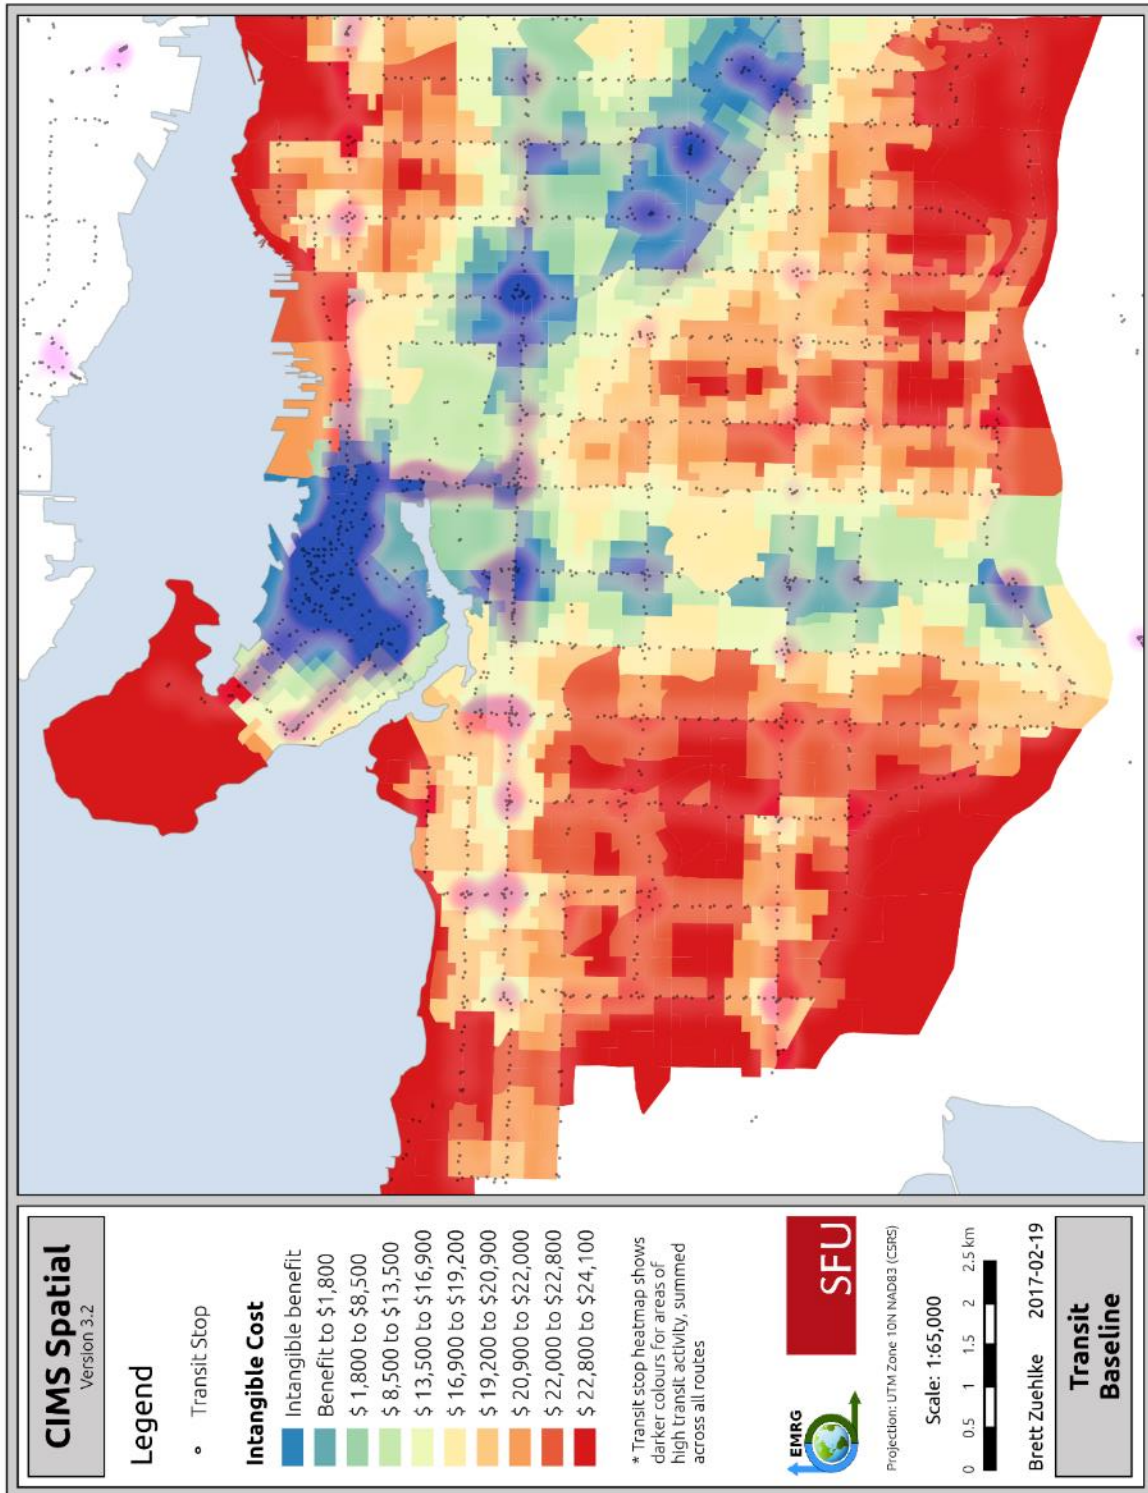 CIMS Spatial
Version 3.2
Legend
Transit Stop
Intangible Cost
Intangible benefit
Benefit to $1,800
$ 1,800 to $8,500
$ 8,500 to $13,500
$ 13,500 to $16,900
$ 16,900 to $19,200
$ 19,200 to $20,900
$ 20,900 to $22,000
$ 22,000 to $22,800
$ 22,800 to $24,100
* Transit stop heatmap shows
darker colours for areas of
high transit activity, summed
across all routes
EMRG
SFU
Projection: UTM Zone 10N NAD83 (CSRS)
Scale: 1:65,000
0 0.5 1 1.5 2 2.5 km
Brett Zuehlke 2017-02-19
Transit
Baseline